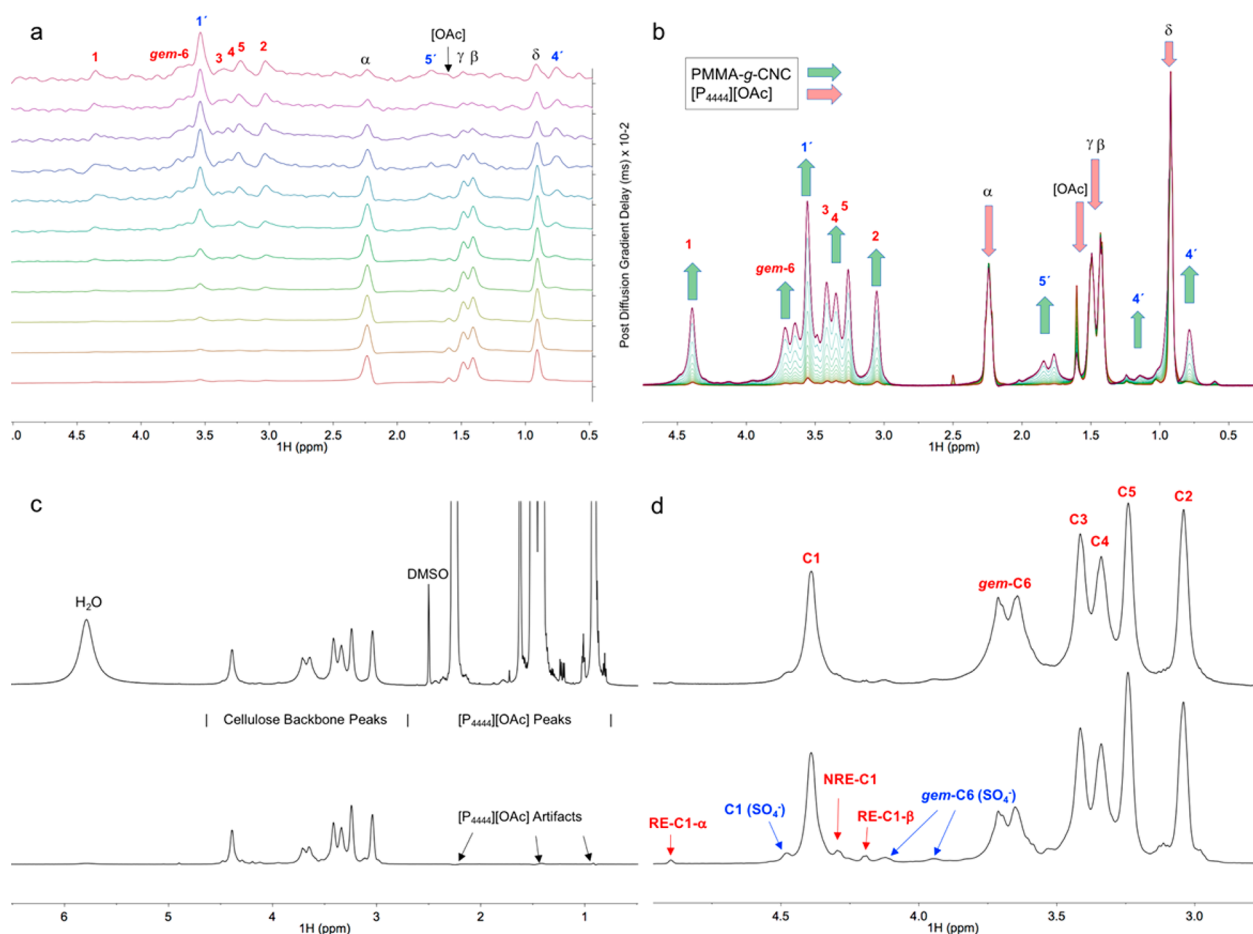 a
1´
[OAc]
1
gem-6
3
4
5
2
α
5´
γ
β
δ
4´
Post Diffusion Gradient Delay (ms) x 10-2
.0
4.5
4.0
3.5
3.0
2.5
2.0
1.5
1.0
0.5
1H (ppm)
b
PMMA-g-CNC
[P4444][OAc]
δ
1´
γ β
α
[OAc]
3
4
5
1
2
gem-6
5´
4´
4´
4.5
4.0
3.5
3.0
2.5
2.0
1.5
1.0
0.5
1H (ppm)
c
H2O
DMSO
| Cellulose Backbone Peaks | [P4444][OAc] Peaks |
[P4444][OAc] Artifacts
6
5
4
3
2
1
1H (ppm)
d
C1
gem-C6
C3
C4
C5
C2
RE-C1-α
C1 (SO4-)
NRE-C1
RE-C1-β
gem-C6 (SO4-)
4.5
4.0
3.5
3.0
1H (ppm)